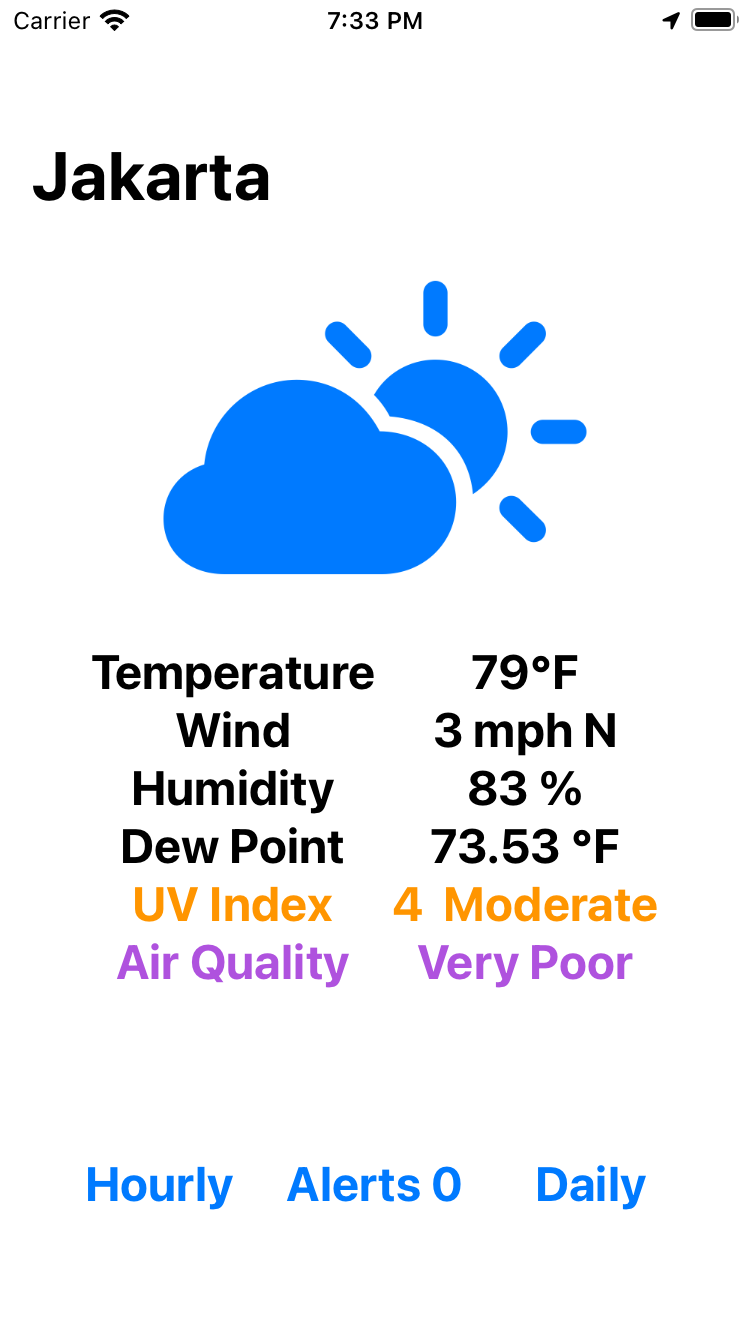 Carrier 7:33 PM
Jakarta
Temperature 79°F
Wind 3 mph N
Humidity 83 %
Dew Point 73.53 °F
UV Index 4 Moderate
Air Quality Very Poor
Hourly Alerts 0 Daily